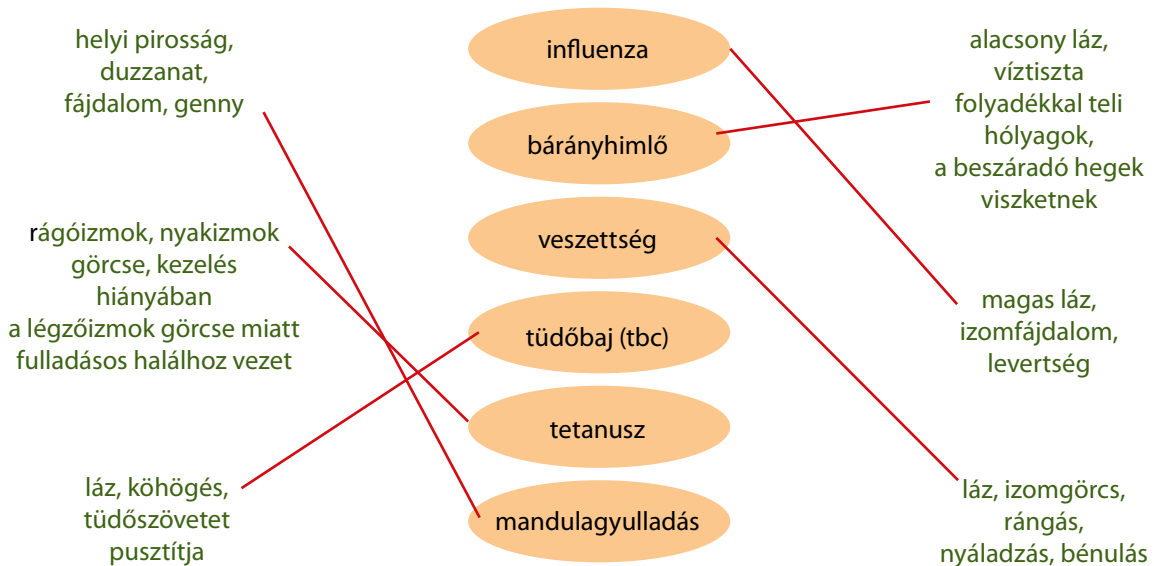 helyi pirosság,
duzzanat,
fájdalom, genny
rágóizmok, nyakizmok
görcse, kezelés
hiányában
a légzőizmok görcse miatt
fulladásos halálhoz vezet
láz, köhögés,
tüdőszövetet
pusztítja
influenza
bárányhimlő
veszettség
tüdőbaj (tbc)
tetanusz
mandulagyulladás
alacsony láz,
víztiszta
folyadékkal teli
hólyagok,
a beszáradó hegek
viszketnek
magas láz,
izomfájdalom,
levertség
láz, izomgörcs,
rángás,
nyáladzás, bénulás